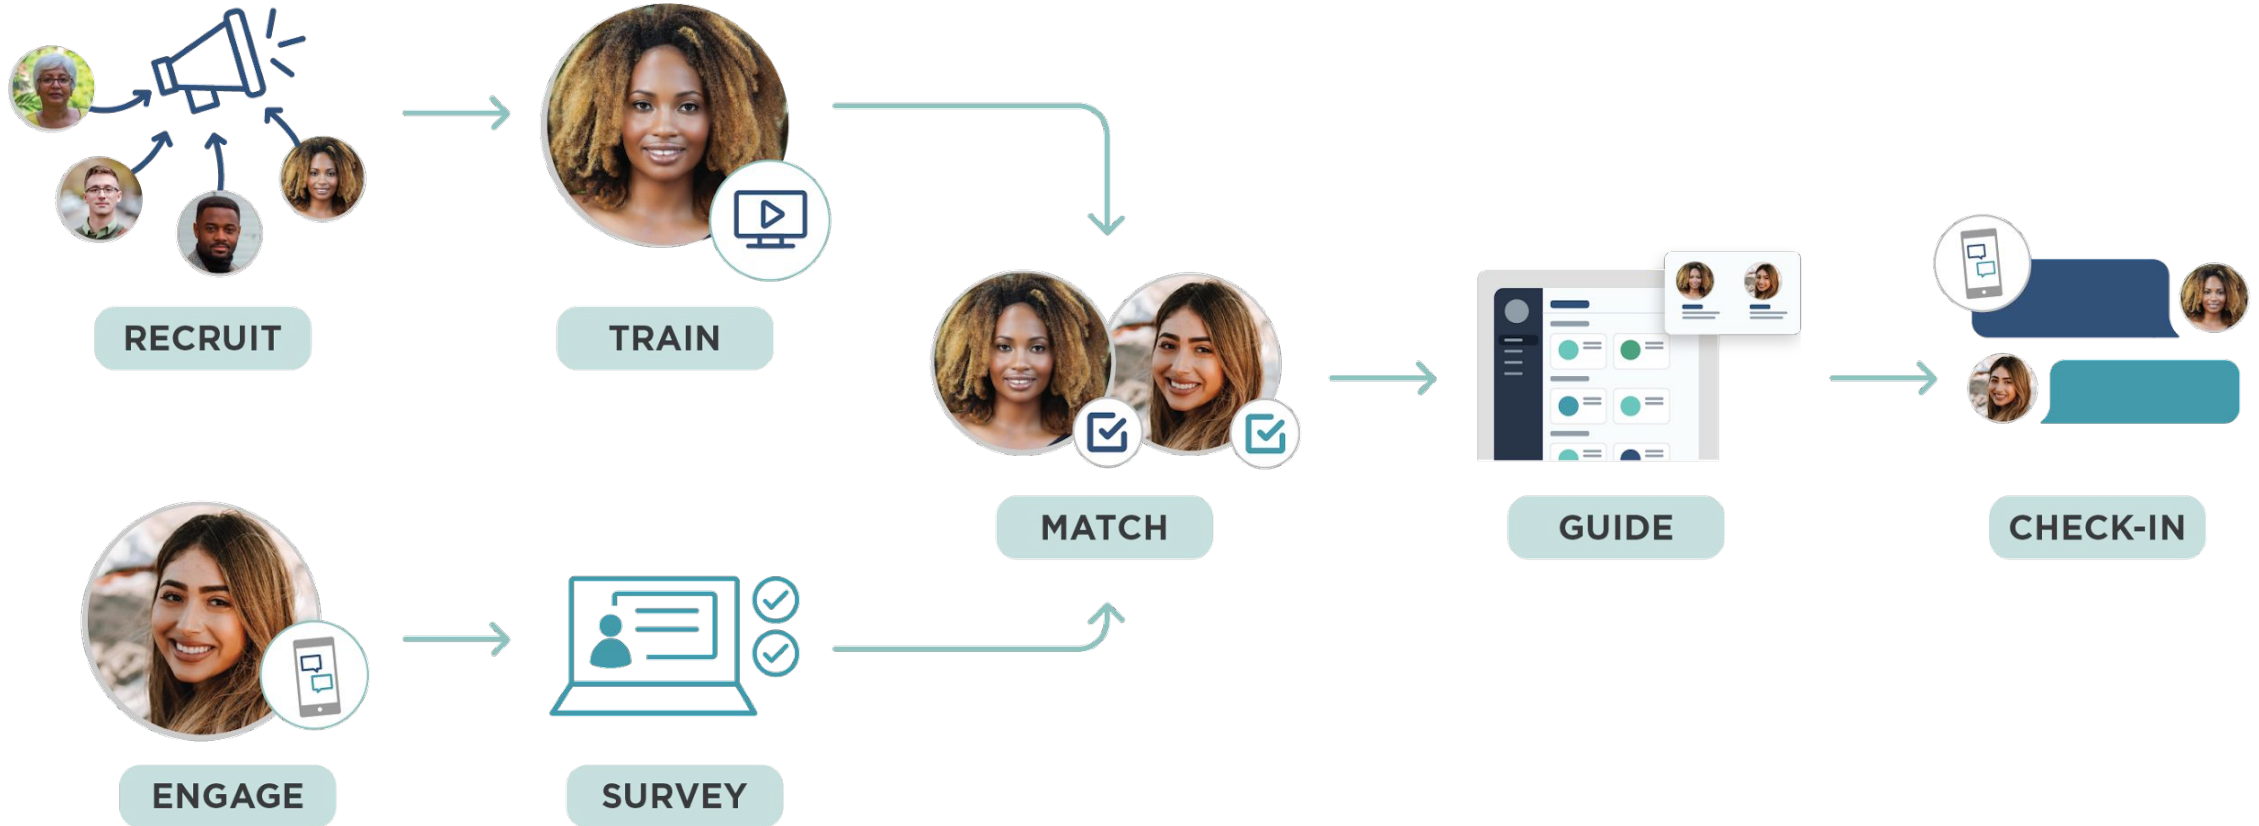 RECRUIT
TRAIN
MATCH
GUIDE
CHECK-IN
ENGAGE
SURVEY